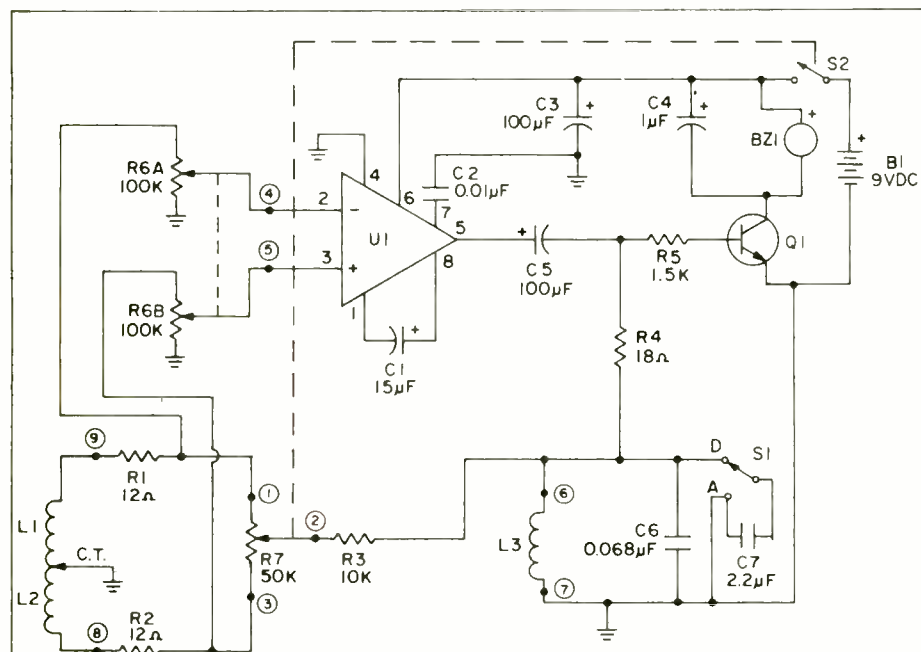 S2
C3
100µF
+
C4
1µF
+
BZ1
+
+
B1
9VDC
R6A
100K
4
2
−
4
6
C2
0.01µF
7
U1
5
8
5
3
+
1
+
C5
100µF
R5
1.5K
Q1
R6B
100K
+
C1
15µF
R4
18Ω
9
R1
12Ω
1
D
S1
A
6
L1
C.T.
2
R3
10K
L3
C6
0.068µF
C7
2.2µF
R7
50K
L2
3
7
R2
12Ω
8